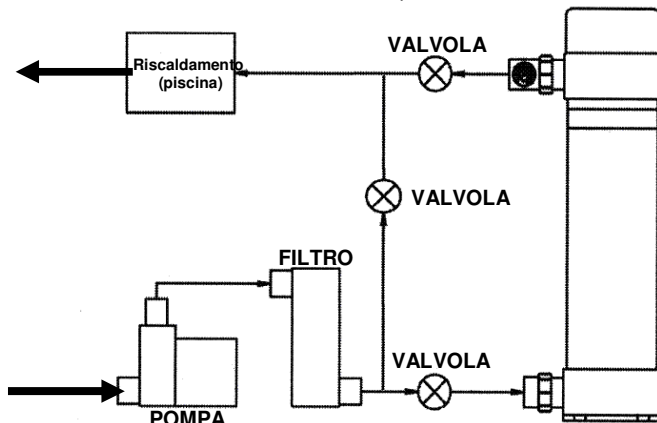 VALVOLA
Riscaldamento
(piscina)
VALVOLA
FILTRO
VALVOLA
POMPA